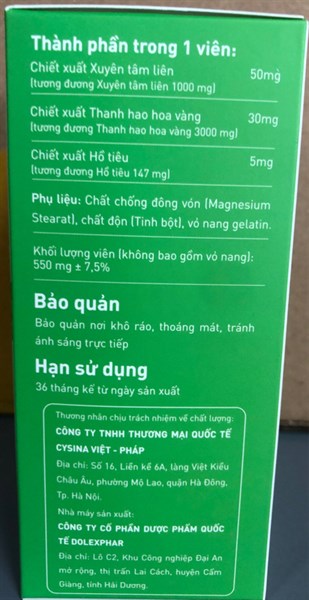 Thành phần trong 1 viên:
Chiết xuất Xuyên tâm liên 50mg
(tương đương Xuyên tâm liên 1000 mg)
Chiết xuất Thanh hao hoa vàng 30mg
(tương đương Thanh hao hoa vàng 3000 mg)
Chiết xuất Hồ tiêu 5mg
(tương đương Hồ tiêu 147 mg)
Phụ liệu: Chất chống đông vón (Magnesium
Stearat), chất độn (Tinh bột), vỏ nang gelatin.
Khối lượng viên (không bao gồm vỏ nang):
550 mg ± 7,5%
Bảo quản
Bảo quản nơi khô ráo, thoáng mát, tránh
ánh sáng trực tiếp
Hạn sử dụng
36 tháng kể từ ngày sản xuất
Thương nhân chịu trách nhiệm về chất lượng:
CÔNG TY TNHH THƯƠNG MẠI QUỐC TẾ
CYSINA VIỆT - PHÁP
Địa chỉ: Số 16, Liền kề 6A, làng Việt Kiều
Châu Âu, phường Mộ Lao, quận Hà Đông,
Tp. Hà Nội.
Nhà máy sản xuất:
CÔNG TY CỔ PHẦN DƯỢC PHẨM QUỐC
TẾ DOLEXPHAR
Địa chỉ: Lô C2, Khu Công nghiệp Đại An
mở rộng, thị trấn Lai Cách, huyện Cẩm
Giàng, tỉnh Hải Dương.